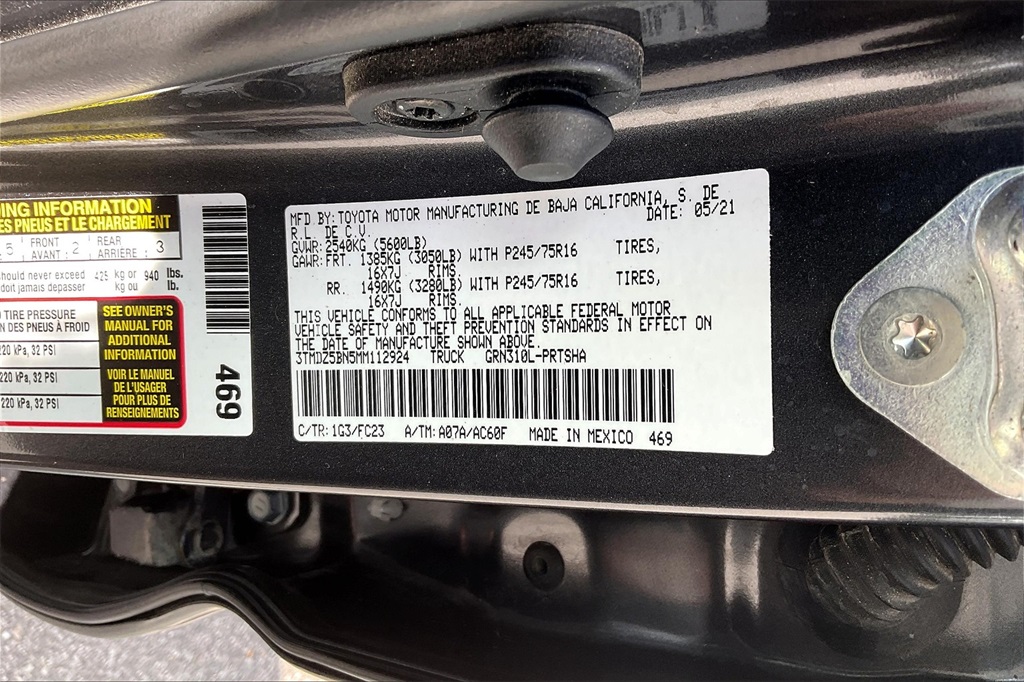 ING INFORMATION
ES PNEUS ET LE CHARGEMENT
5 FRONT AVANT 2 REAR ARRIÈRE 3
should never exceed 425 kg or 940 lbs.
doit jamais dépasser kg ou lb.
TIRE PRESSURE
DES PNEUS À FROID
220 kPa, 32 PSI
220 kPa, 32 PSI
220 kPa, 32 PSI
SEE OWNER'S
MANUAL FOR
ADDITIONAL
INFORMATION
VOIR LE MANUEL
DE L'USAGER
POUR PLUS DE
RENSEIGNEMENTS
469
MFD BY: TOYOTA MOTOR MANUFACTURING DE BAJA CALIFORNIA, S. DE
R.L. DE C.V. DATE: 05/21
GVWR: 2540KG (5600LB)
GAWR: FRT. 1385KG (3050LB) WITH P245/75R16 TIRES,
16X7J RIMS.
RR. 1490KG (3280LB) WITH P245/75R16 TIRES,
16X7J RIMS.
THIS VEHICLE CONFORMS TO ALL APPLICABLE FEDERAL MOTOR
VEHICLE SAFETY AND THEFT PREVENTION STANDARDS IN EFFECT ON
THE DATE OF MANUFACTURE SHOWN ABOVE.
3TMDZ5BN5MM112924 TRUCK GRN310L-PRTSHA
C/TR: 1G3/FC23 A/TM: A07A/AC60F MADE IN MEXICO 469